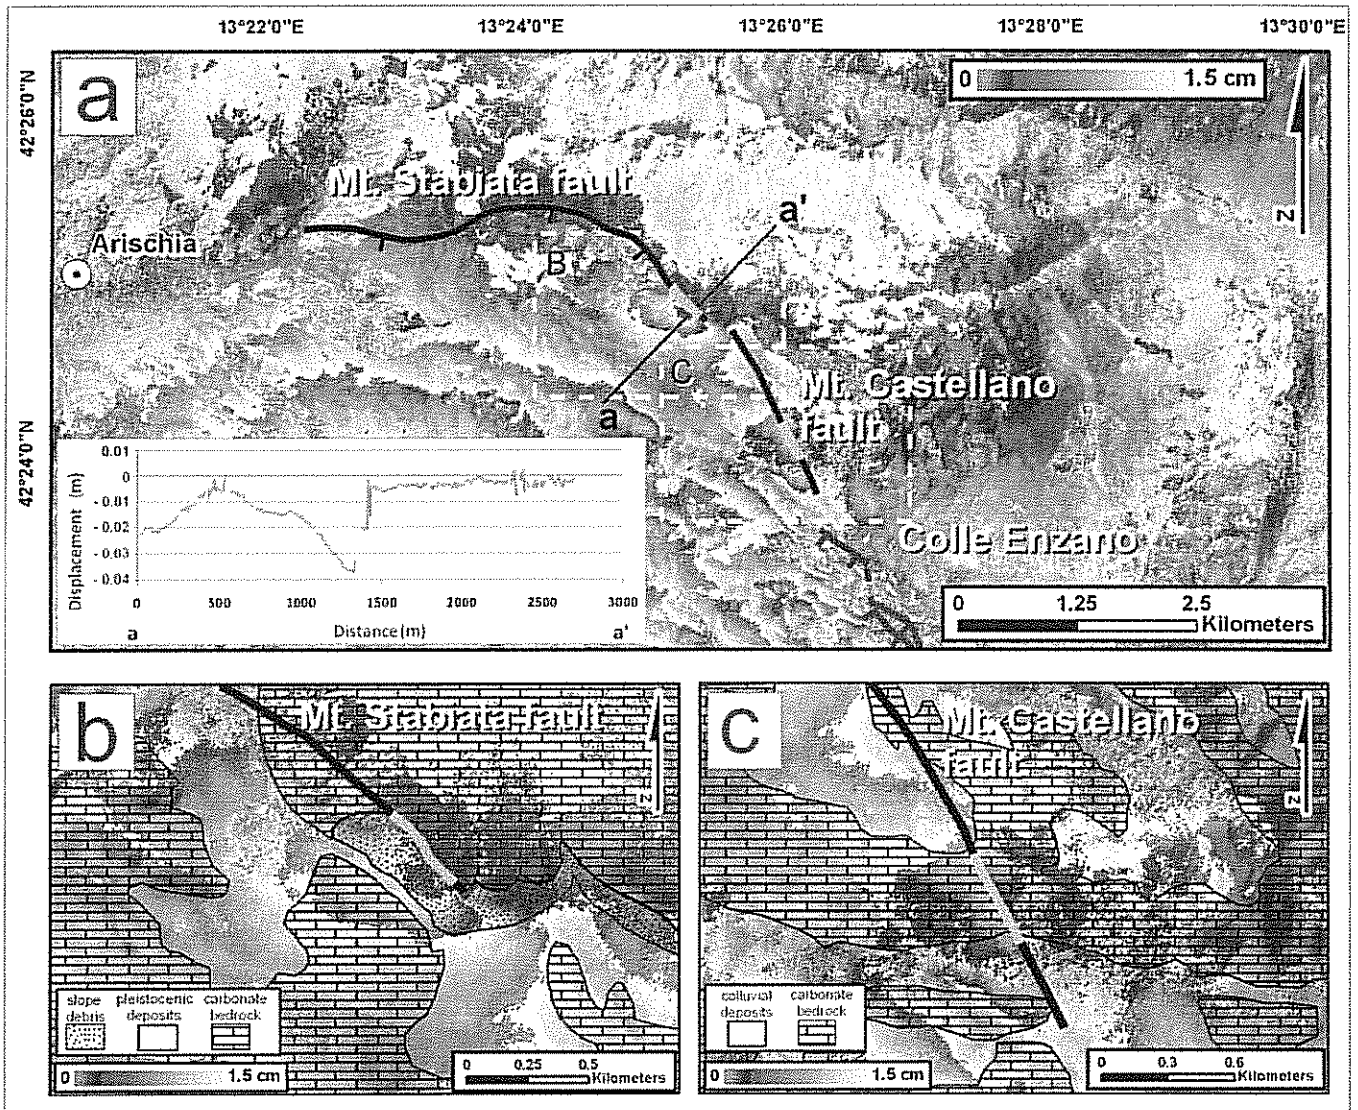 13°22'0"E 13°24'0"E 13°26'0"E 13°28'0"E 13°30'0"E
42°26'0"N
42°24'0"N
a
0 1.5 cm
N
Mt. Stabiata fault
a'
Arischia
B
C
Mt. Castellano
fault
a
Colle Enzano
0 1.25 2.5
Kilometers
0.01
0
-0.01
-0.02
-0.03
-0.04
Displacement (m)
0 500 1000 1500 2000 2500 3000
a Distance (m) a'
b
Mt. Stabiata fault
N
slope debris
pleistocenic deposits
carbonate bedrock
0 1.5 cm
0 0.25 0.5
Kilometers
c
Mt. Castellano
fault
N
colluvial deposits
carbonate bedrock
0 1.5 cm
0 0.3 0.6
Kilometers